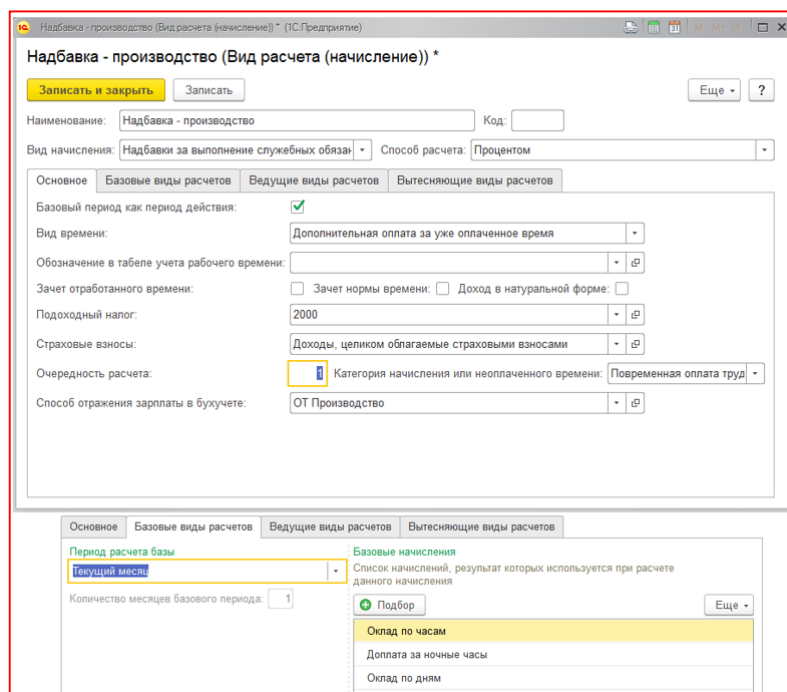 Надбавка - производство (Вид расчета (начисление)) * (1С:Предприятие)
Надбавка - производство (Вид расчета (начисление)) *
Записать и закрыть Записать Еще ?
Наименование: Надбавка - производство Код:
Вид начисления: Надбавки за выполнение служебных обязан Способ расчета: Процентом
Основное Базовые виды расчетов Ведущие виды расчетов Вытесняющие виды расчетов
Базовый период как период действия:
Вид времени: Дополнительная оплата за уже оплаченное время
Обозначение в табеле учета рабочего времени:
Зачет отработанного времени: Зачет нормы времени: Доход в натуральной форме:
Подоходный налог: 2000
Страховые взносы: Доходы, целиком облагаемые страховыми взносами
Очередность расчета: 1 Категория начисления или неоплаченного времени: Повременная оплата труд
Способ отражения зарплаты в бухучете: ОТ Производство
Основное Базовые виды расчетов Ведущие виды расчетов Вытесняющие виды расчетов
Период расчета базы Базовые начисления
Текущий месяц Список начислений, результат которых используется при расчете
данного начисления
Количество месяцев базового периода: 1 Подбор Еще
Оклад по часам
Доплата за ночные часы
Оклад по дням